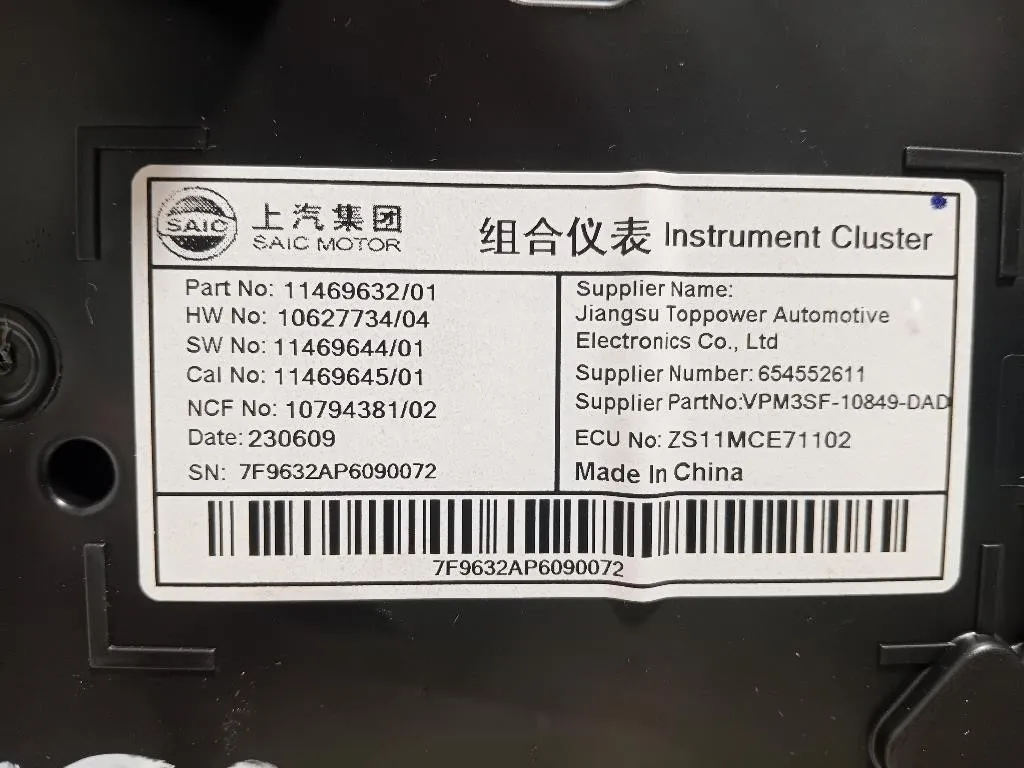 SAIC
上汽集团
SAIC MOTOR
组合仪表 Instrument Cluster
Part No: 11469632/01
HW No: 10627734/04
SW No: 11469644/01
Cal No: 11469645/01
NCF No: 10794381/02
Date: 230609
SN: 7F9632AP6090072
Supplier Name:
Jiangsu Toppower Automotive
Electronics Co., Ltd
Supplier Number: 654552611
Supplier PartNo:VPM3SF-10849-DAD
ECU No: ZS11MCE71102
Made In China
7F9632AP6090072